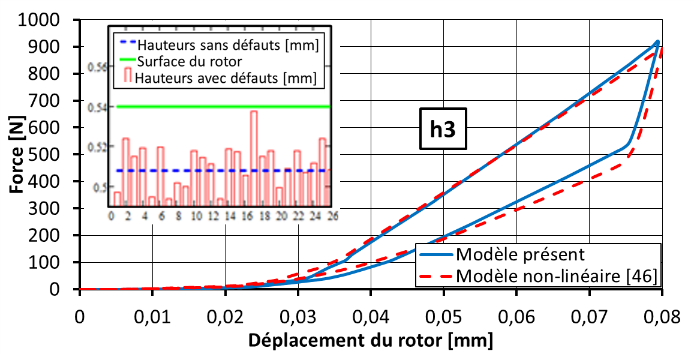 1000
900
800
700
600
500
400
300
200
100
0
Force [N]
0.56
0.54
0.52
0.5
Hauteurs sans défauts [mm]
Surface du rotor
Hauteurs avec défauts [mm]
0 2 4 6 8 10 12 14 16 18 20 21 22 24 26
h3
Modèle présent
Modèle non-linéaire [46]
0 0,01 0,02 0,03 0,04 0,05 0,06 0,07 0,08
Déplacement du rotor [mm]